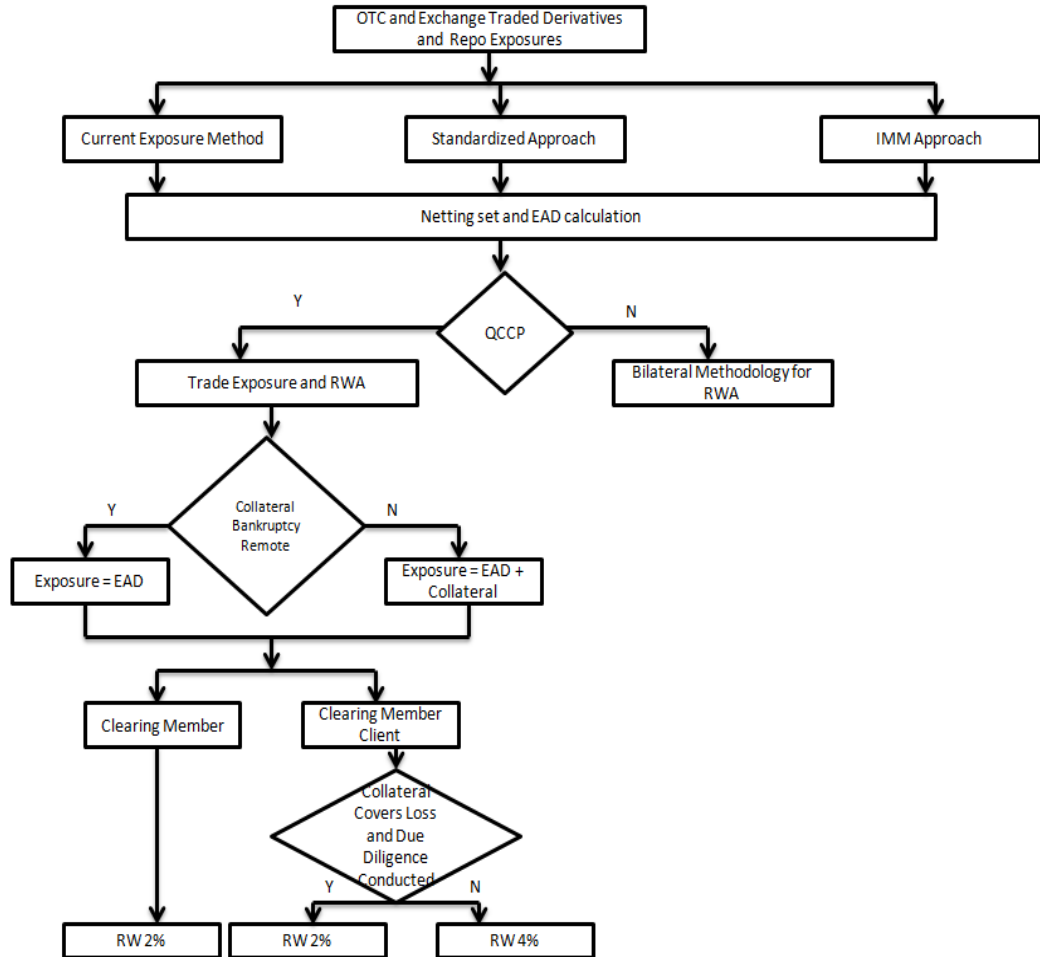 OTC and Exchange Traded Derivatives
and Repo Exposures
Current Exposure Method
Standardized Approach
IMM Approach
Netting set and EAD calculation
Y
QCCP
N
Trade Exposure and RWA
Bilateral Methodology for
RWA
Collateral
Bankruptcy
Remote
Y
N
Exposure = EAD
Exposure = EAD +
Collateral
Clearing Member
Clearing Member
Client
Collateral
Covers Loss
and Due
Diligence
Conducted
Y
N
RW 2%
RW 2%
RW 4%